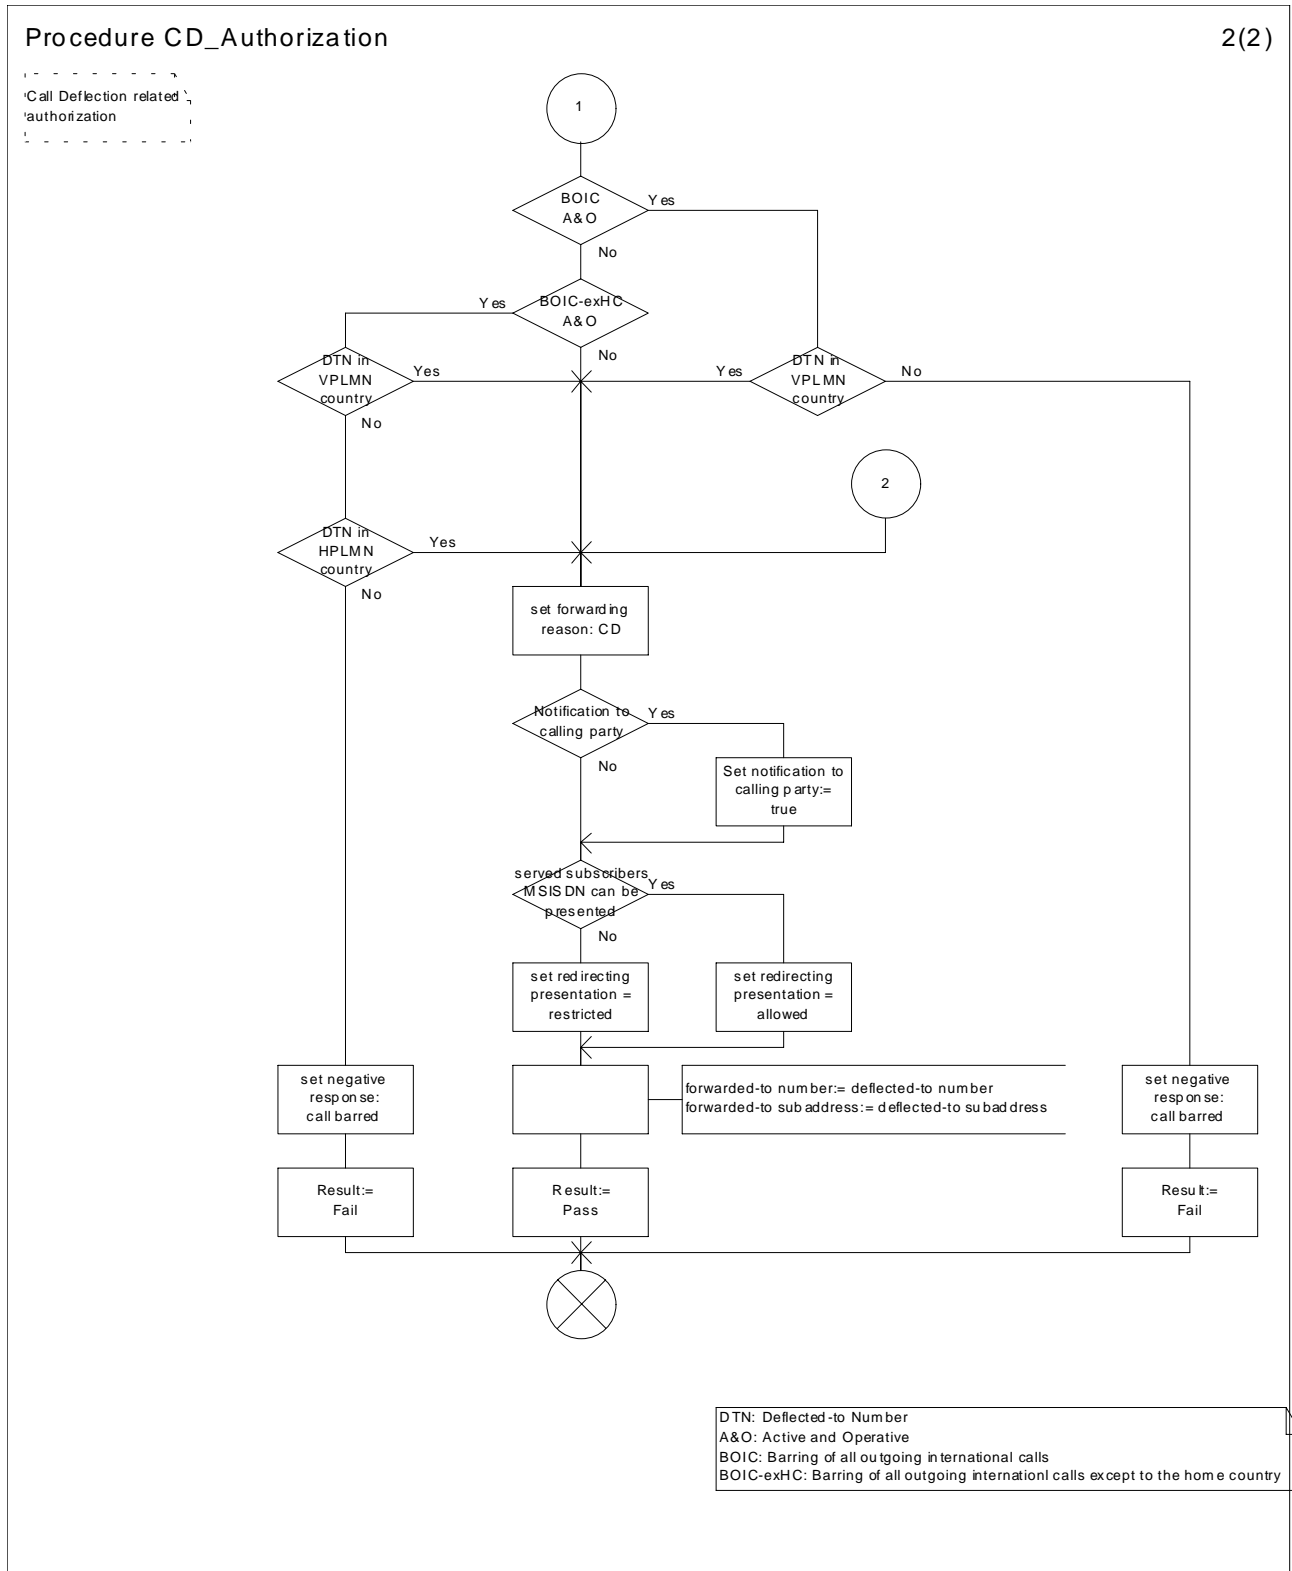 Procedure CD_Authorization
2(2)
Call Deflection related
authorization
1
BOIC
A&O
Yes
No
BOIC-exHC
A&O
Yes
No
DTN in
VPLMN
country
Yes
No
DTN in
VPLMN
country
Yes
No
2
DTN in
HPLMN
country
Yes
No
set forwarding
reason: CD
Notification to
calling party
Yes
No
Set notification to
calling party:=
true
served subscribers
MSISDN can be
presented
Yes
No
set redirecting
presentation =
restricted
set redirecting
presentation =
allowed
set negative
response:
call barred
forwarded-to number:= deflected-to number
forwarded-to subaddress:= deflected-to subaddress
set negative
response:
call barred
Result:=
Fail
Result:=
Pass
Result:=
Fail
DTN: Deflected-to Number
A&O: Active and Operative
BOIC: Barring of all outgoing international calls
BOIC-exHC: Barring of all outgoing internationl calls except to the home country